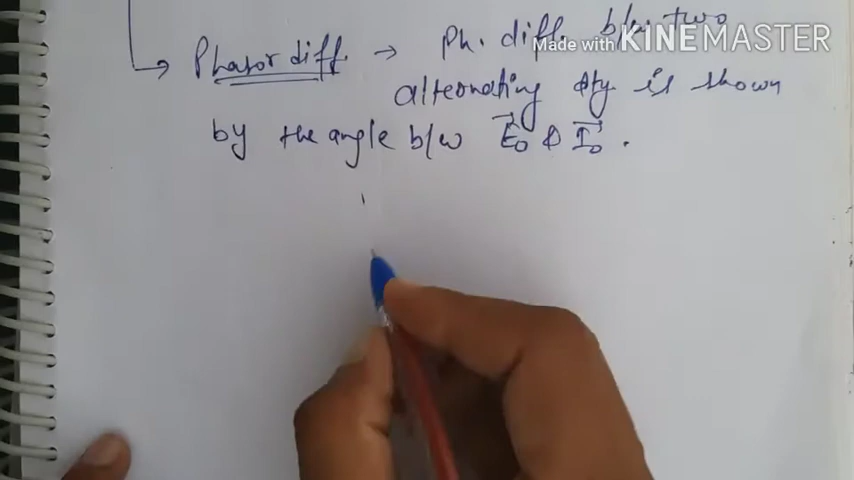 Phasor diff. → Ph. diff. b/w two
Made with KINEMASTER
alternating qty is shown
by the angle b/w E₀ & I₀.